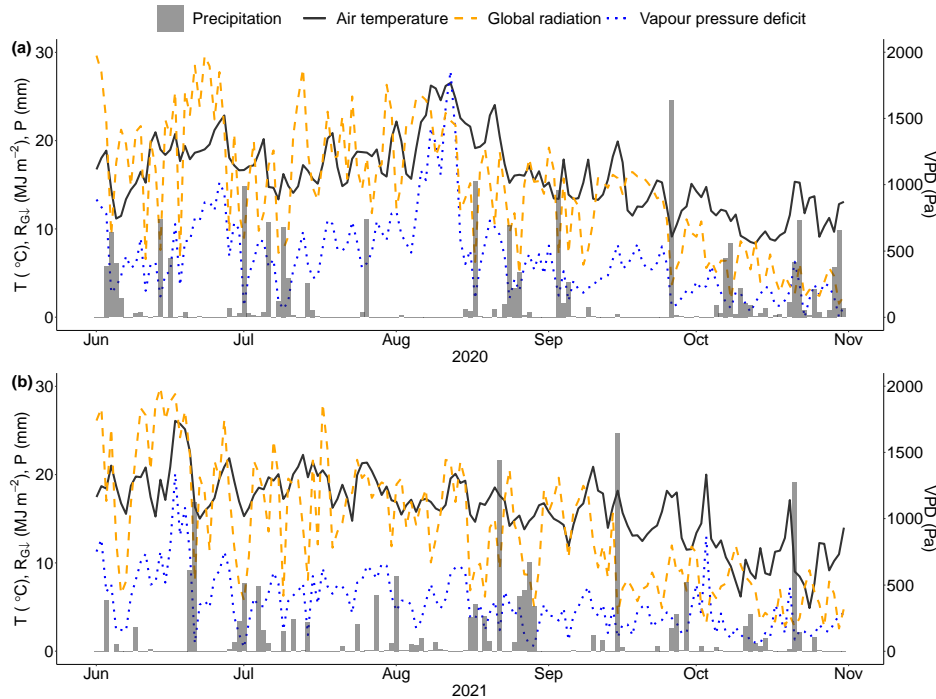 Precipitation Air temperature Global radiation Vapour pressure deficit
(a)
30
20
10
0
T ( °C), R_G↓ (MJ m⁻²), P (mm)
2000
1500
1000
500
0
VPD (Pa)
Jun Jul Aug Sep Oct Nov
2020
(b)
30
20
10
0
T ( °C), R_G↓ (MJ m⁻²), P (mm)
2000
1500
1000
500
0
VPD (Pa)
Jun Jul Aug Sep Oct Nov
2021